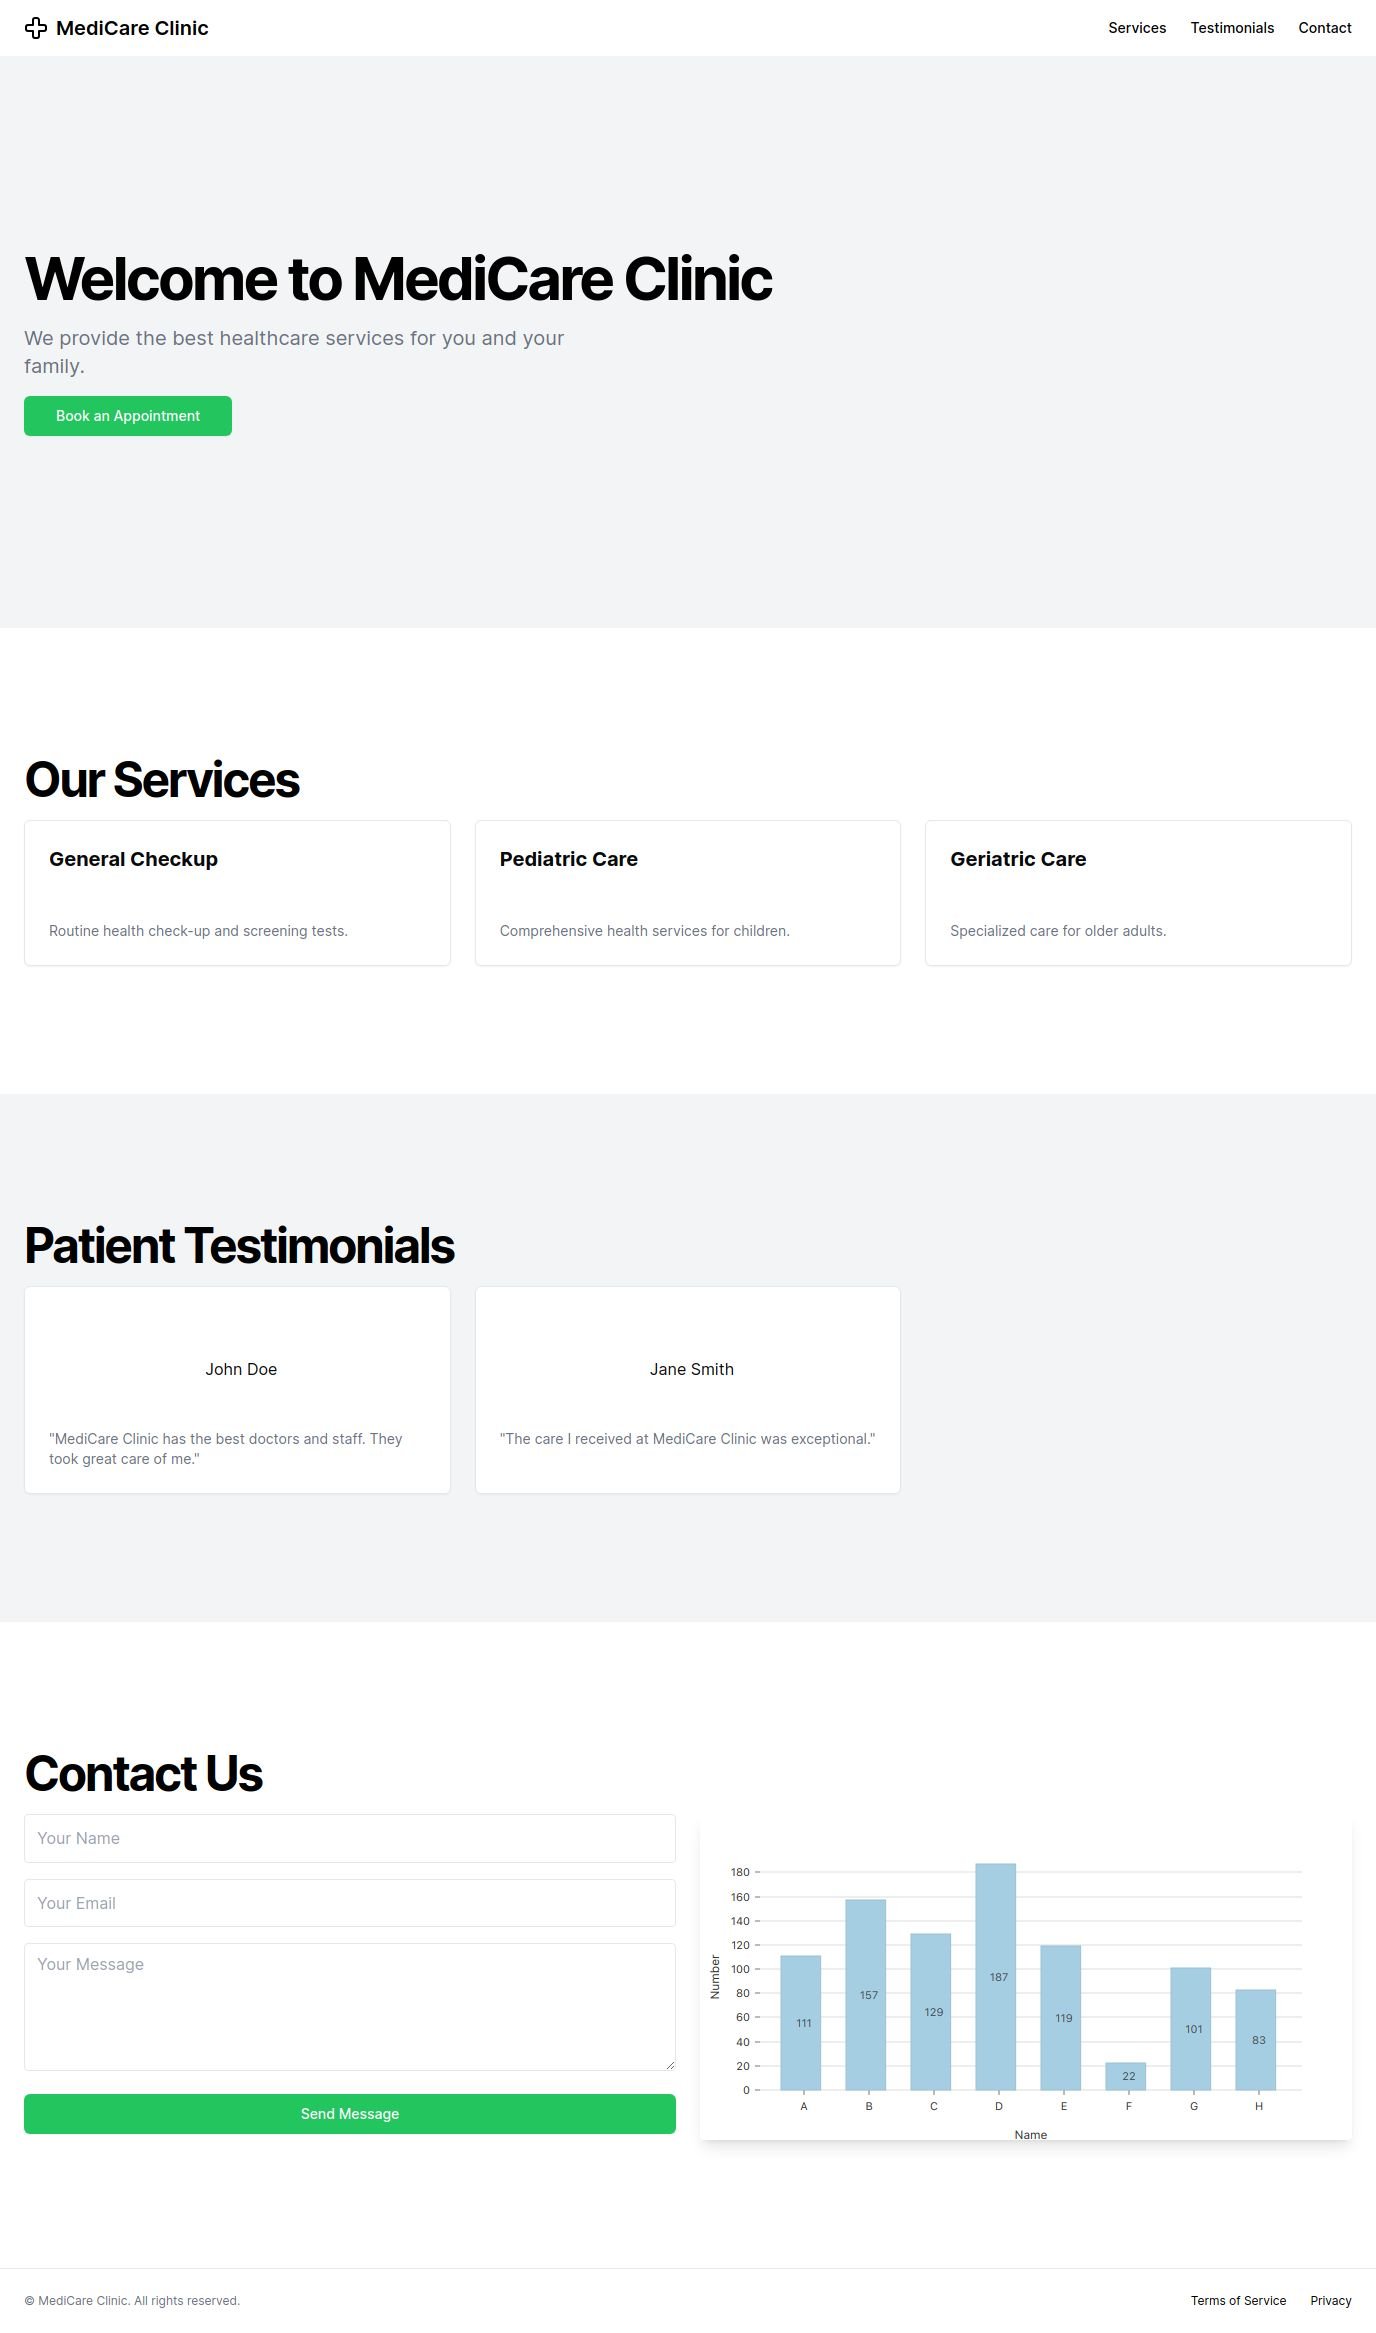 MediCare Clinic
Services Testimonials Contact
Welcome to MediCare Clinic
We provide the best healthcare services for you and your
family.
Book an Appointment
Our Services
General Checkup
Routine health check-up and screening tests.
Pediatric Care
Comprehensive health services for children.
Geriatric Care
Specialized care for older adults.
Patient Testimonials
John Doe
"MediCare Clinic has the best doctors and staff. They
took great care of me."
Jane Smith
"The care I received at MediCare Clinic was exceptional."
Contact Us
Your Name
Your Email
Your Message
Send Message
Number
180
160
140
120
100
80
60
40
20
0
111 157 129 187 119 22 101 83
A B C D E F G H
Name
© MediCare Clinic. All rights reserved.
Terms of Service Privacy